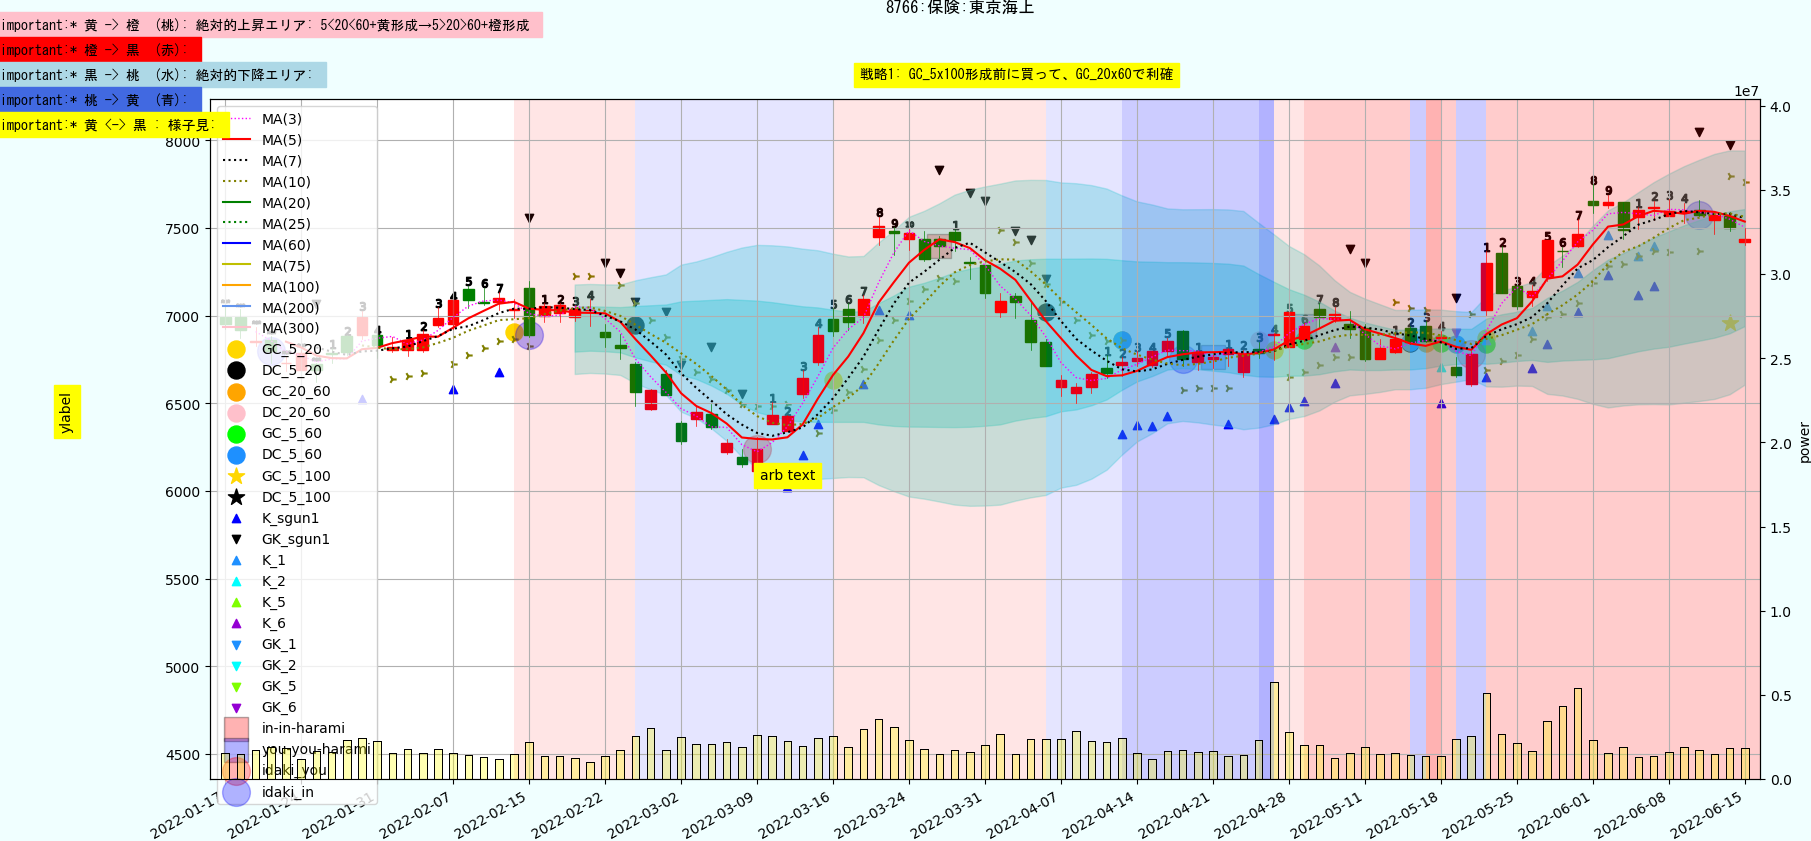 8766:保険:東京海上
important:* 黄 -> 橙 (桃): 絶対的上昇エリア: 5<20<60+黄形成→5>20>60+橙形成
important:* 橙 -> 黒 (赤):
important:* 黒 -> 桃 (水): 絶対的下降エリア:
important:* 桃 -> 黄 (青):
important:* 黄 <-> 黒 : 様子見:
戦略1: GC_5x100形成前に買って、GC_20x60で利確
1e7
MA(3)
MA(5)
MA(7)
MA(10)
MA(20)
MA(25)
MA(60)
MA(75)
MA(100)
MA(200)
MA(300)
GC_5_20
DC_5_20
GC_20_60
DC_20_60
GC_5_60
DC_5_60
GC_5_100
DC_5_100
K_sgun1
GK_sgun1
K_1
K_2
K_5
K_6
GK_1
GK_2
GK_5
GK_6
in-in-harami
you-you-harami
idaki_you
idaki_in
8000
7500
7000
6500
6000
5500
5000
4500
ylabel
arb text
4.0
3.5
3.0
2.5
2.0
1.5
1.0
0.5
0.0
power
2022-01-17
2022-01-24
2022-01-31
2022-02-07
2022-02-15
2022-02-22
2022-03-02
2022-03-09
2022-03-16
2022-03-24
2022-03-31
2022-04-07
2022-04-14
2022-04-21
2022-04-28
2022-05-11
2022-05-18
2022-05-25
2022-06-01
2022-06-08
2022-06-15